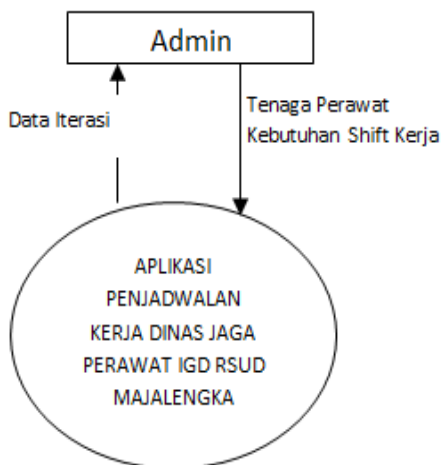 Admin
Data Iterasi
Tenaga Perawat
Kebutuhan Shift Kerja
APLIKASI
PENJADWALAN
KERJA DINAS JAGA
PERAWAT IGD RSUD
MAJALENGKA